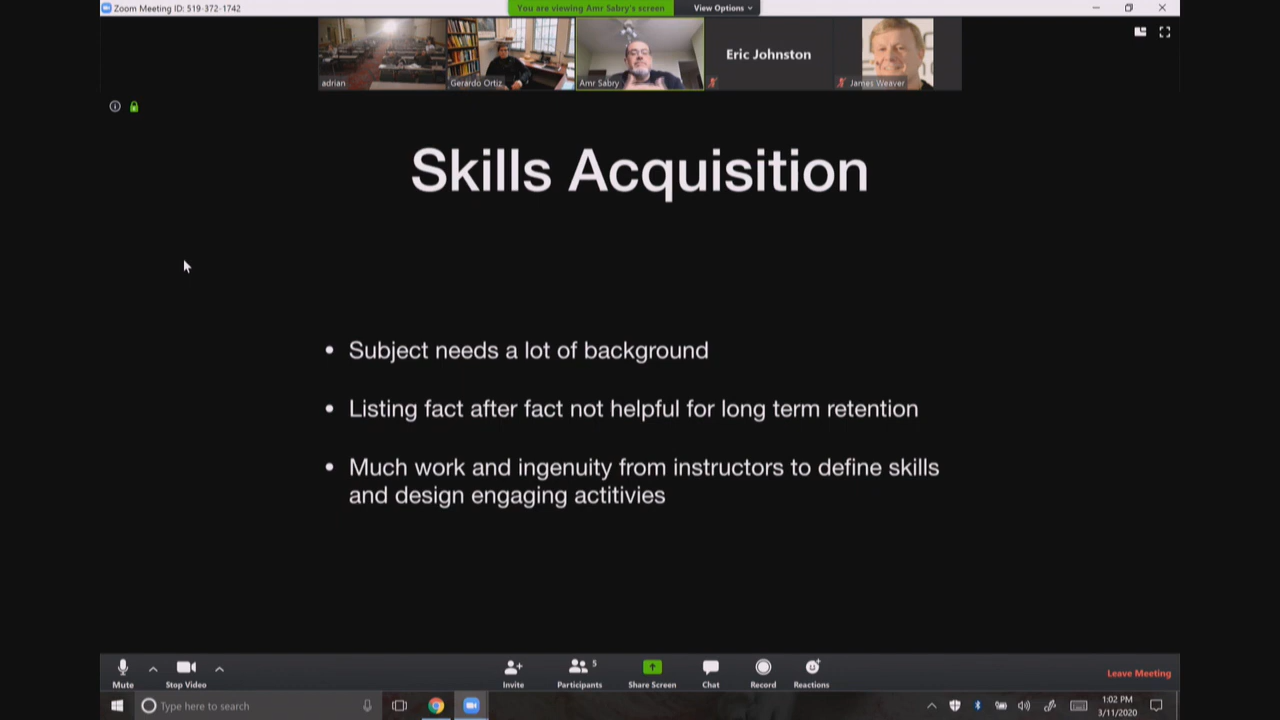 Zoom Meeting ID: 519-372-1742
You are viewing Amr Sabry's screen
View Options
adrian
Gerardo Ortiz
Amr Sabry
Eric Johnston
James Weaver
Skills Acquisition
• Subject needs a lot of background
• Listing fact after fact not helpful for long term retention
• Much work and ingenuity from instructors to define skills
and design engaging actitivies
Mute
Stop Video
Invite
Participants
5
Share Screen
Chat
Record
Reactions
Leave Meeting
Type here to search
1:02 PM
3/11/2020